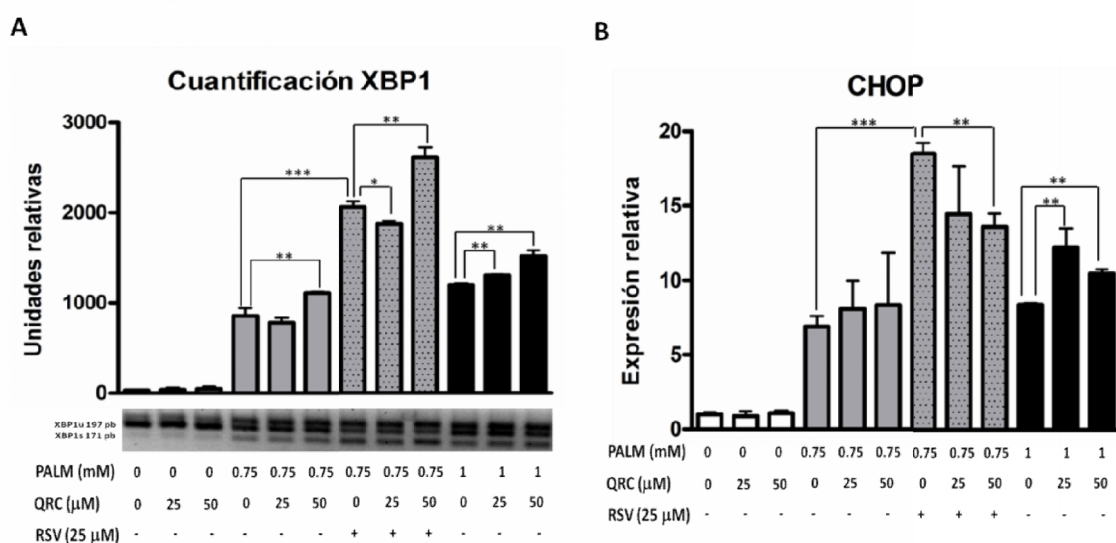 A
Cuantificación XBP1
Unidades relativas
3000
2000
1000
0
***
**
**
*
**
**
XBP1u 197 pb
XBP1s 171 pb
PALM (mM) 0 0 0 0.75 0.75 0.75 0.75 0.75 0.75 1 1 1
QRC (μM) 0 25 50 0 25 50 0 25 50 0 25 50
RSV (25 μM) - - - - - - + + + - - -
B
CHOP
Expresión relativa
20
15
10
5
0
***
**
**
**
PALM (mM) 0 0 0 0.75 0.75 0.75 0.75 0.75 0.75 1 1 1
QRC (μM) 0 25 50 0 25 50 0 25 50 0 25 50
RSV (25 μM) - - - - - - + + + - - -